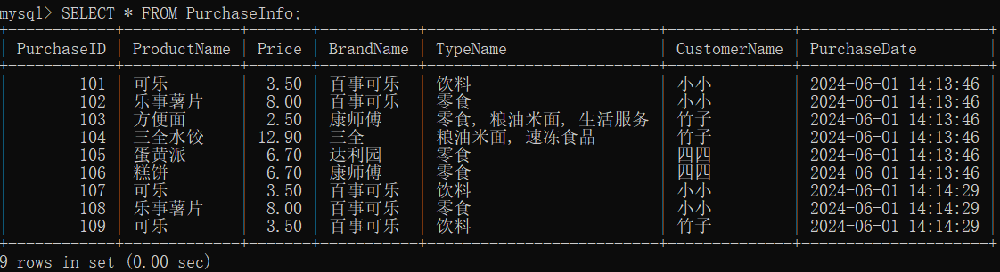 mysql> SELECT * FROM PurchaseInfo;
+------------+-------------+-------+-----------+-------------------------+--------------+---------------------+
| PurchaseID | ProductName | Price | BrandName | TypeName | CustomerName | PurchaseDate |
+------------+-------------+-------+-----------+-------------------------+--------------+---------------------+
| 101 | 可乐 | 3.50 | 百事可乐 | 饮料 | 小小 | 2024-06-01 14:13:46 |
| 102 | 乐事薯片 | 8.00 | 百事可乐 | 零食 | 小小 | 2024-06-01 14:13:46 |
| 103 | 方便面 | 2.50 | 康师傅 | 零食, 粮油米面, 生活服务 | 竹子 | 2024-06-01 14:13:46 |
| 104 | 三全水饺 | 12.90 | 三全 | 粮油米面, 速冻食品 | 竹子 | 2024-06-01 14:13:46 |
| 105 | 蛋黄派 | 6.70 | 达利园 | 零食 | 四四 | 2024-06-01 14:13:46 |
| 106 | 糕饼 | 6.70 | 康师傅 | 零食 | 四四 | 2024-06-01 14:13:46 |
| 107 | 可乐 | 3.50 | 百事可乐 | 饮料 | 小小 | 2024-06-01 14:14:29 |
| 108 | 乐事薯片 | 8.00 | 百事可乐 | 零食 | 小小 | 2024-06-01 14:14:29 |
| 109 | 可乐 | 3.50 | 百事可乐 | 饮料 | 竹子 | 2024-06-01 14:14:29 |
+------------+-------------+-------+-----------+-------------------------+--------------+---------------------+
9 rows in set (0.00 sec)